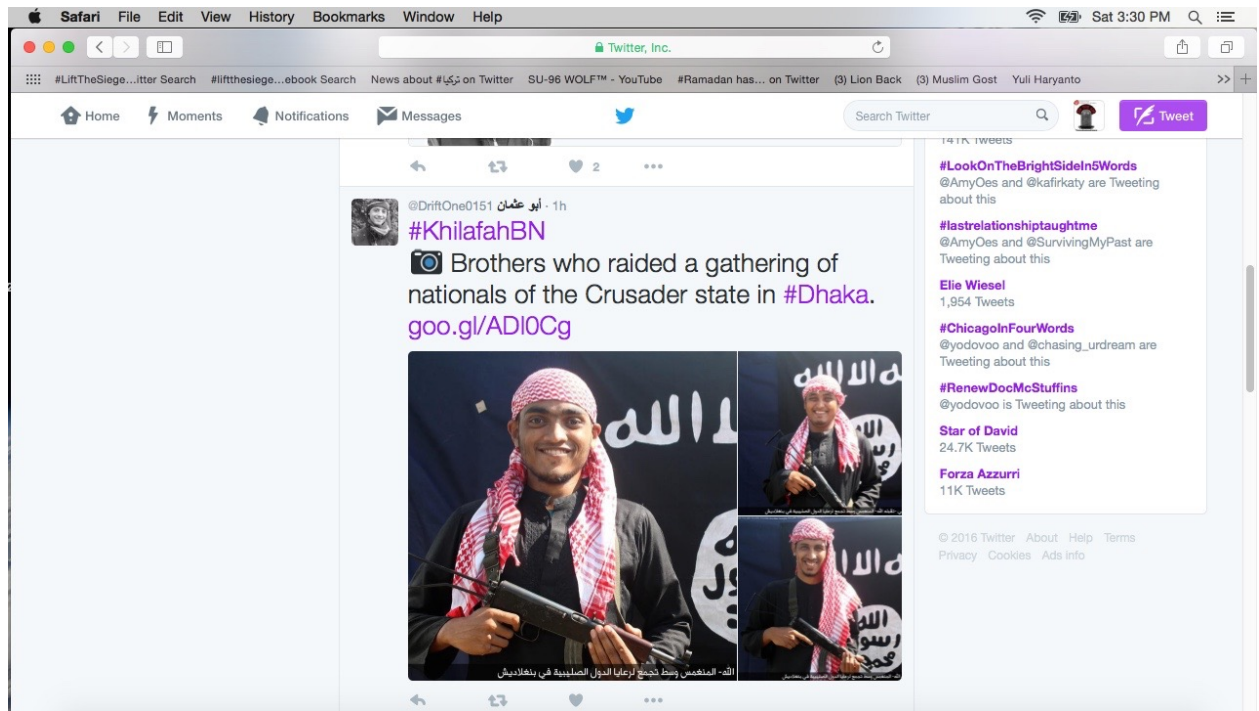 Safari File Edit View History Bookmarks Window Help
Sat 3:30 PM
Twitter, Inc.
#LiftTheSiege…itter Search #liftthesiege…ebook Search News about #تركيا on Twitter SU-96 WOLF™ - YouTube #Ramadan has... on Twitter (3) Lion Back (3) Muslim Gost Yuli Haryanto >> +
Home Moments Notifications Messages
Search Twitter
Tweet
2
@DriftOne0151 أبو عثمان · 1h
#KhilafahBN
Brothers who raided a gathering of
nationals of the Crusader state in #Dhaka.
الله- المنغمس وسط تجمع لرعايا الدول الصليبية في بنغلاديش
141K Tweets
#LookOnTheBrightSideIn5Words
@AmyOes and @kafirkaty are Tweeting
about this
#lastrelationshiptaughtme
@AmyOes and @SurvivingMyPast are
Tweeting about this
Elie Wiesel
1,954 Tweets
#ChicagoInFourWords
@yodovoo and @chasing_urdream are
Tweeting about this
#RenewDocMcStuffins
@yodovoo is Tweeting about this
Star of David
24.7K Tweets
Forza Azzurri
11K Tweets
© 2016 Twitter About Help Terms
Privacy Cookies Ads info